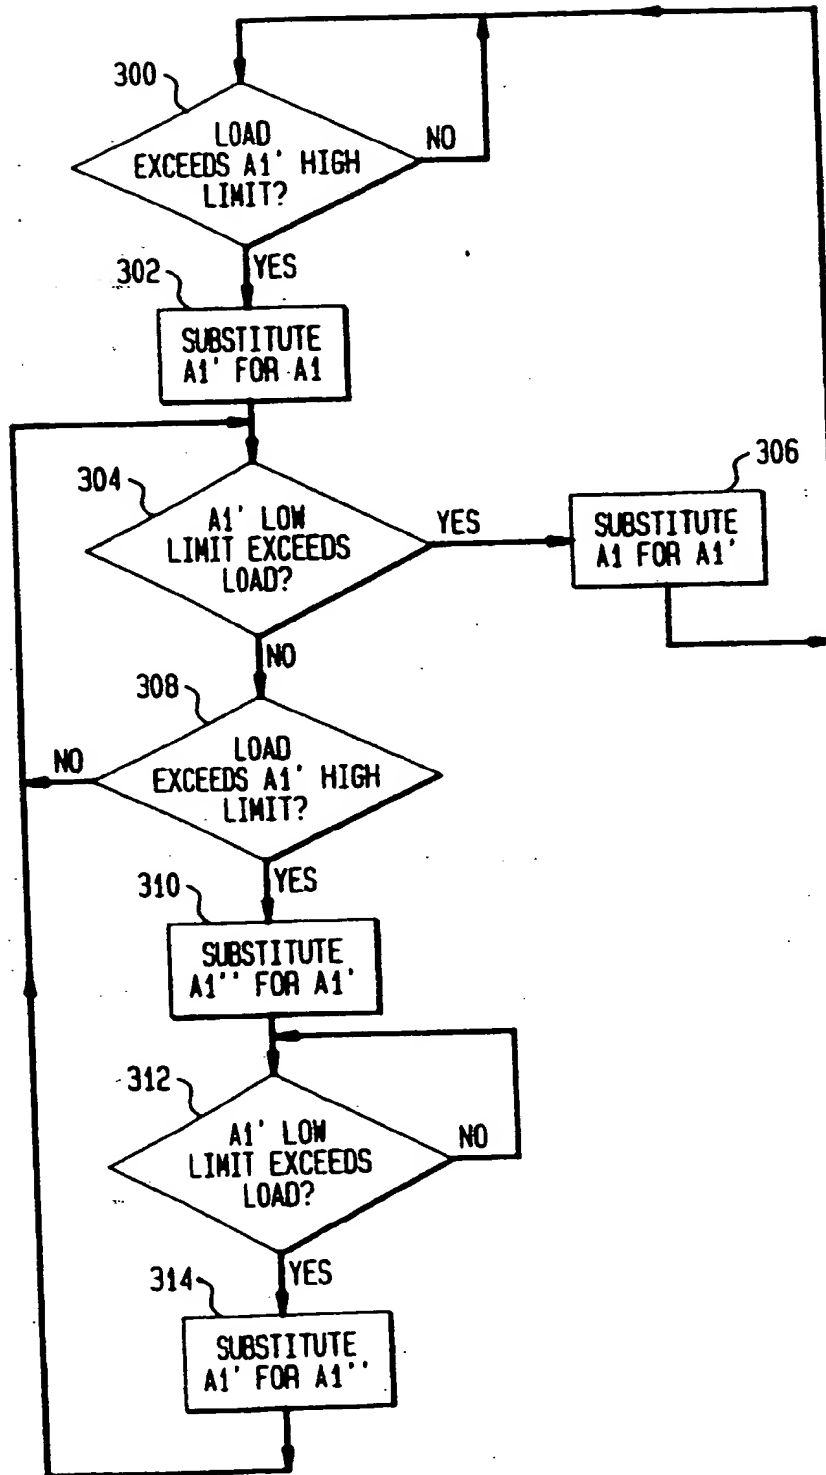 300
LOAD
EXCEEDS A1' HIGH
LIMIT?
NO
YES
302
SUBSTITUTE
A1' FOR A1
304
A1' LOW
LIMIT EXCEEDS
LOAD?
YES
306
SUBSTITUTE
A1 FOR A1'
NO
308
LOAD
EXCEEDS A1' HIGH
LIMIT?
NO
YES
310
SUBSTITUTE
A1'' FOR A1'
312
A1' LOW
LIMIT EXCEEDS
LOAD?
NO
YES
314
SUBSTITUTE
A1' FOR A1''